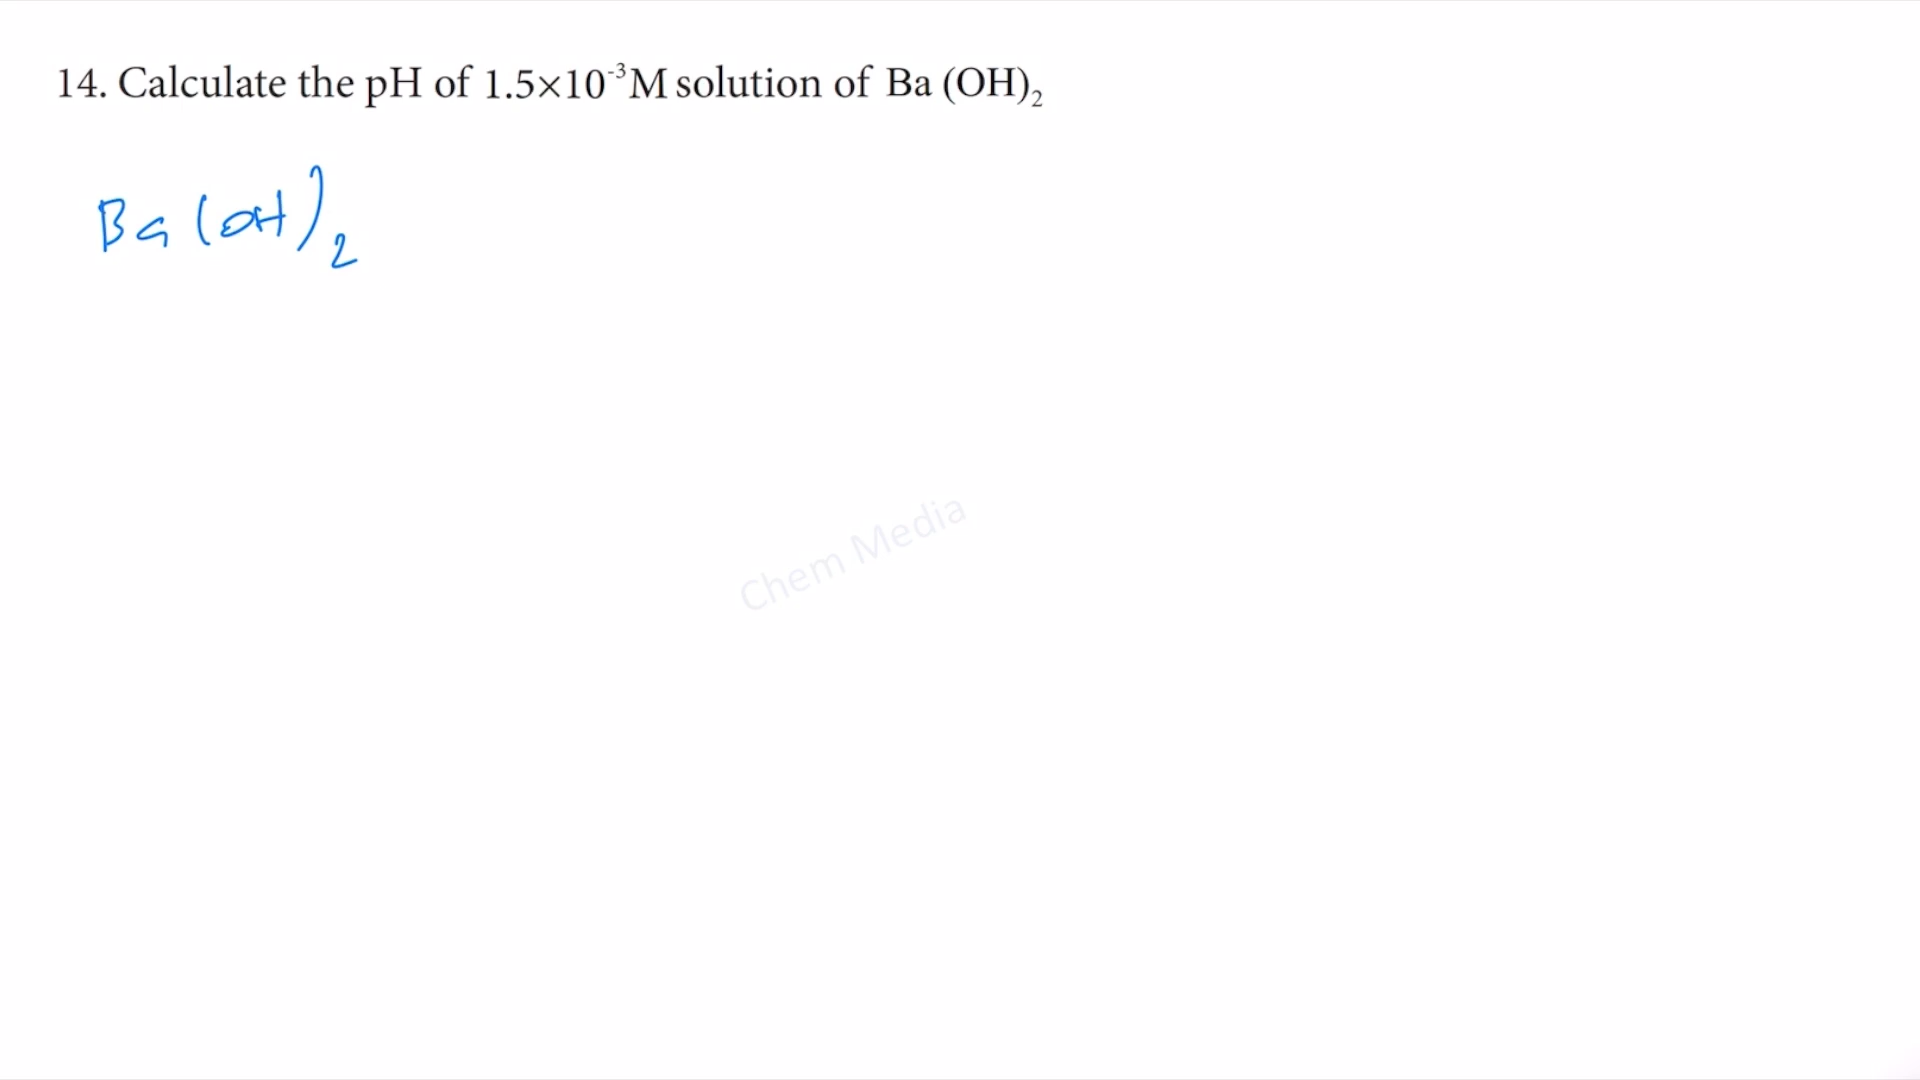 14. Calculate the pH of 1.5×10⁻³M solution of Ba (OH)₂
Ba (OH)₂
Chem Media